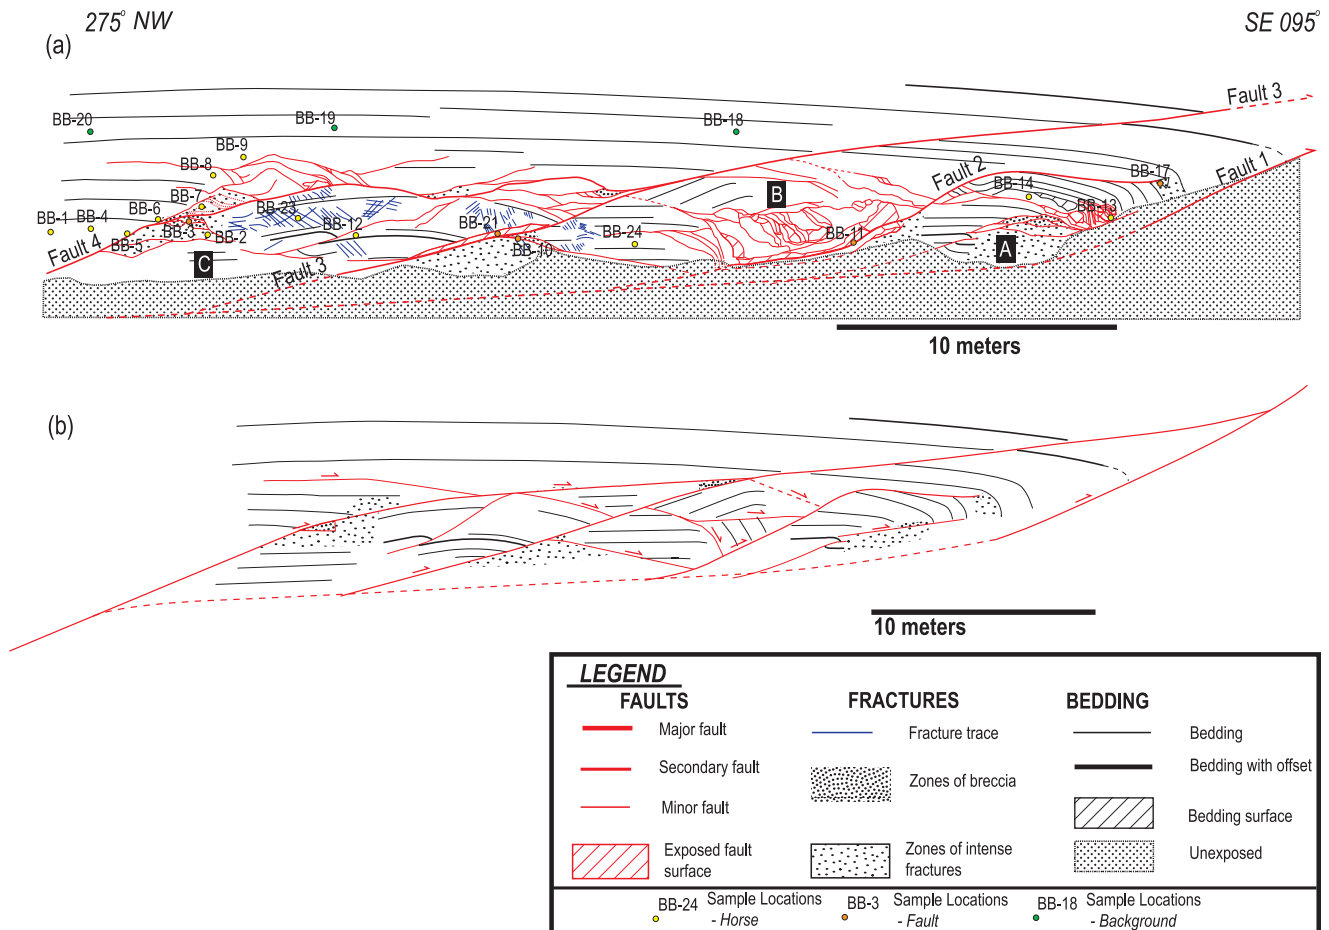 275° NW
SE 095°
(a)
Fault 3
BB-20
BB-19
BB-18
BB-9
BB-8
BB-17
Fault 2
Fault 1
BB-14
BB-7
B
BB-1
BB-4
BB-6
BB-23
BB-13
BB-3
BB-2
BB-12
BB-21
BB-24
BB-11
BB-5
BB-10
A
Fault 4
C
Fault 3
10 meters
(b)
10 meters
LEGEND
FAULTS
FRACTURES
BEDDING
Major fault
Fracture trace
Bedding
Secondary fault
Zones of breccia
Bedding with offset
Minor fault
Bedding surface
Exposed fault
surface
Zones of intense
fractures
Unexposed
BB-24
Sample Locations
- Horse
BB-3
Sample Locations
- Fault
BB-18
Sample Locations
- Background